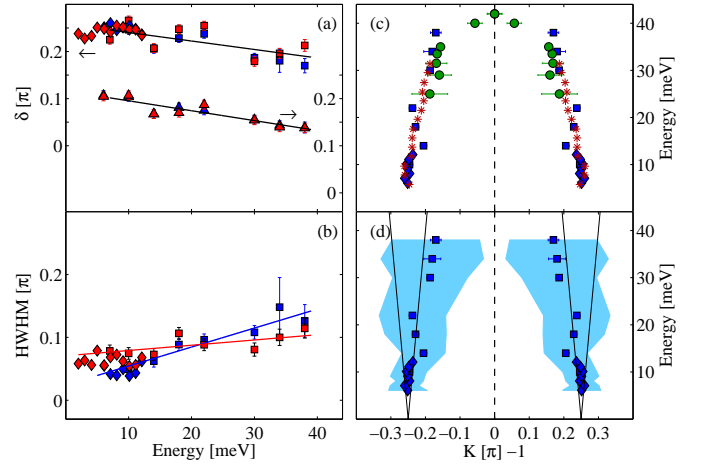 (a)
(c)
0.2
0.1
0
0.2
0.1
δ [π]
40
30
20
10
Energy [meV]
(b)
(d)
0.2
0.1
0
HWHM [π]
40
30
20
10
Energy [meV]
10 20 30 40
Energy [meV]
−0.3 −0.2 −0.1 0 0.1 0.2 0.3
K [π] −1